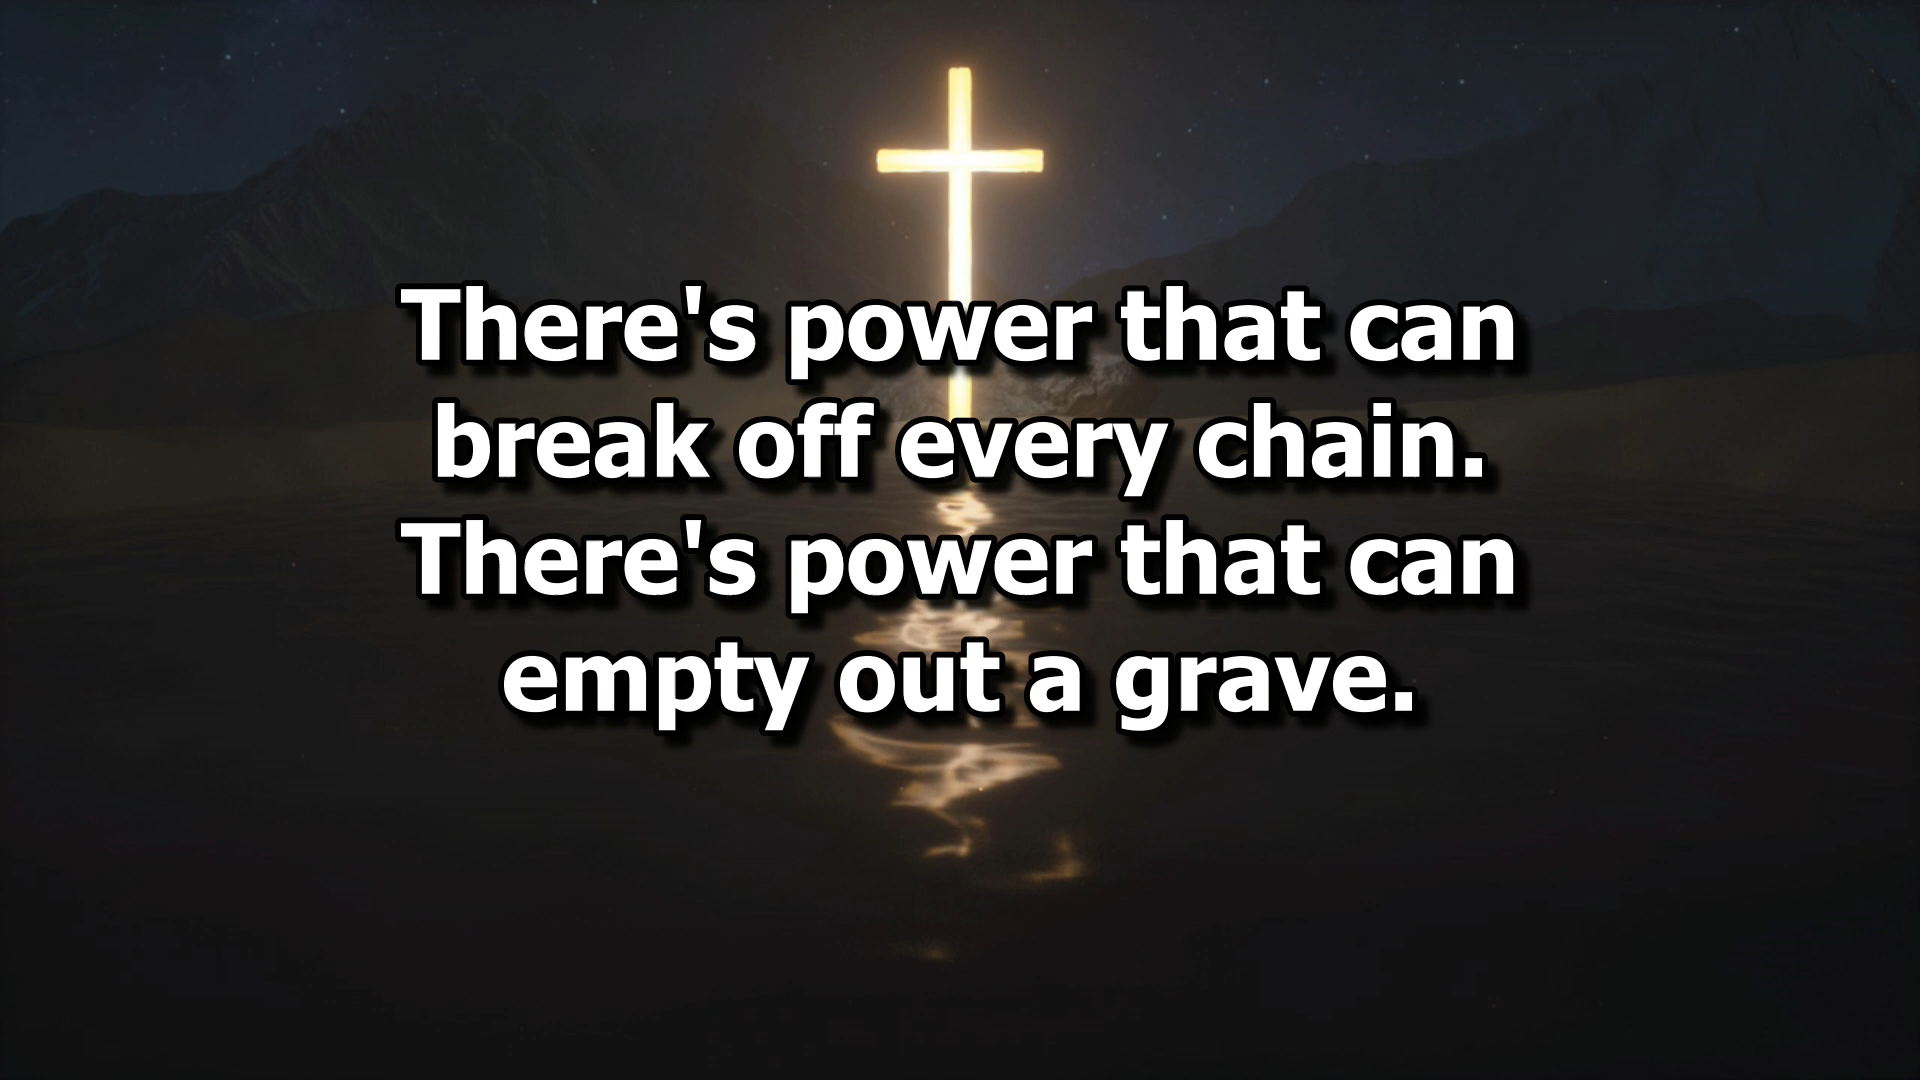 There's power that can
break off every chain.
There's power that can
empty out a grave.